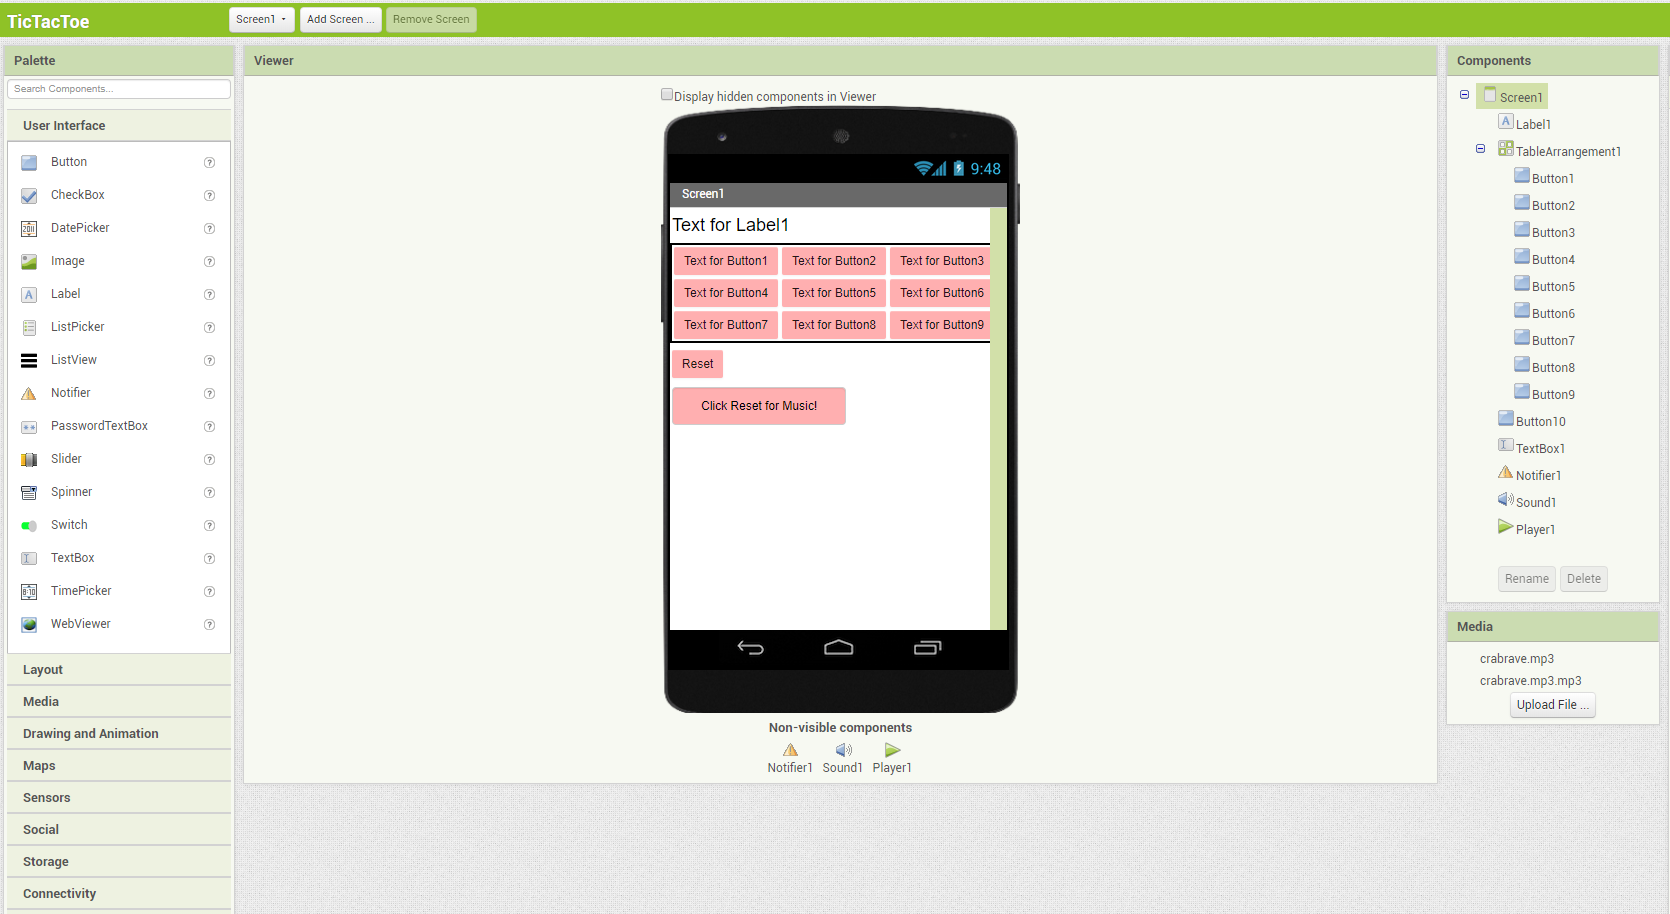 TicTacToe
Screen1
Add Screen ...
Remove Screen
Palette
Search Components...
User Interface
Button
?
CheckBox
?
DatePicker
?
Image
?
Label
?
ListPicker
?
ListView
?
Notifier
?
PasswordTextBox
?
Slider
?
Spinner
?
Switch
?
TextBox
?
TimePicker
?
WebViewer
?
Layout
Media
Drawing and Animation
Maps
Sensors
Social
Storage
Connectivity
Viewer
Display hidden components in Viewer
9:48
Screen1
Text for Label1
Text for Button1 Text for Button2 Text for Button3
Text for Button4 Text for Button5 Text for Button6
Text for Button7 Text for Button8 Text for Button9
Reset
Click Reset for Music!
Non-visible components
Notifier1 Sound1 Player1
Components
Screen1
A Label1
TableArrangement1
Button1
Button2
Button3
Button4
Button5
Button6
Button7
Button8
Button9
Button10
TextBox1
Notifier1
Sound1
Player1
Rename
Delete
Media
crabrave.mp3
crabrave.mp3.mp3
Upload File ...